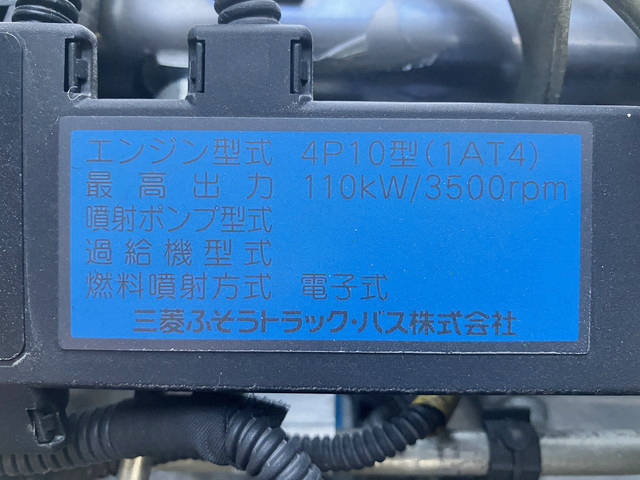 エンジン型式 4P10型(1AT4)
最高出力 110kW/3500rpm
噴射ポンプ型式
過給機型式
燃料噴射方式 電子式
三菱ふそうトラック・バス株式会社